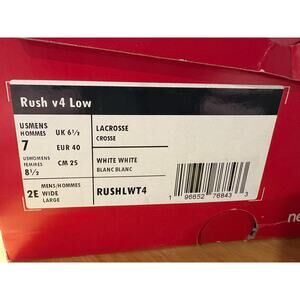 Rush v4 Low
USMENS
HOMMES
7
UK 6½
EUR 40
USWOMENS
FEMMES
8½
CM 25
2E
MENS/HOMMES
WIDE
LARGE
LACROSSE
CROSSE
WHITE WHITE
BLANC BLANC
RUSHLWT4
1 96652 76843 3
ne